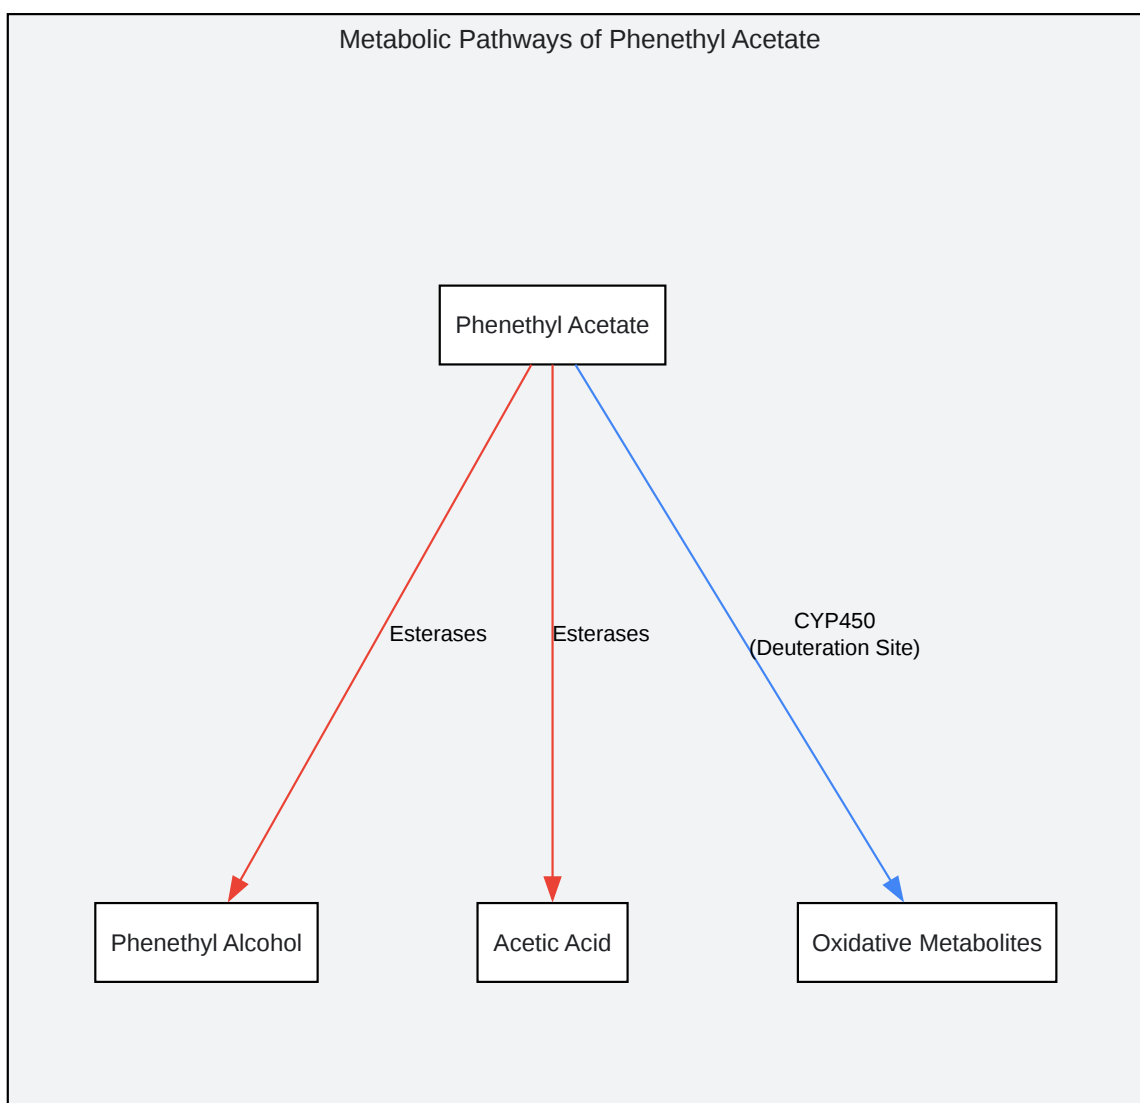 Metabolic Pathways of Phenethyl Acetate
Phenethyl Acetate
Esterases
Esterases
CYP450
(Deuteration Site)
Phenethyl Alcohol
Acetic Acid
Oxidative Metabolites